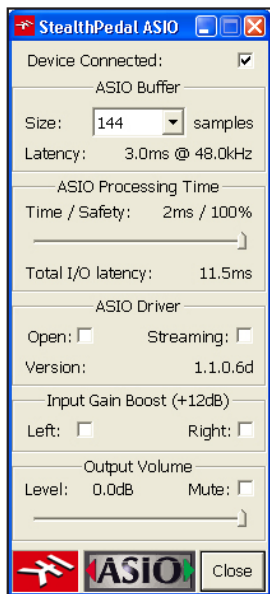 StealthPedal ASIO
Device Connected:
ASIO Buffer
Size: 144 samples
Latency: 3.0ms @ 48.0kHz
ASIO Processing Time
Time / Safety: 2ms / 100%
Total I/O latency: 11.5ms
ASIO Driver
Open: Streaming:
Version: 1.1.0.6d
Input Gain Boost (+12dB)
Left: Right:
Output Volume
Level: 0.0dB Mute:
ASIO Close